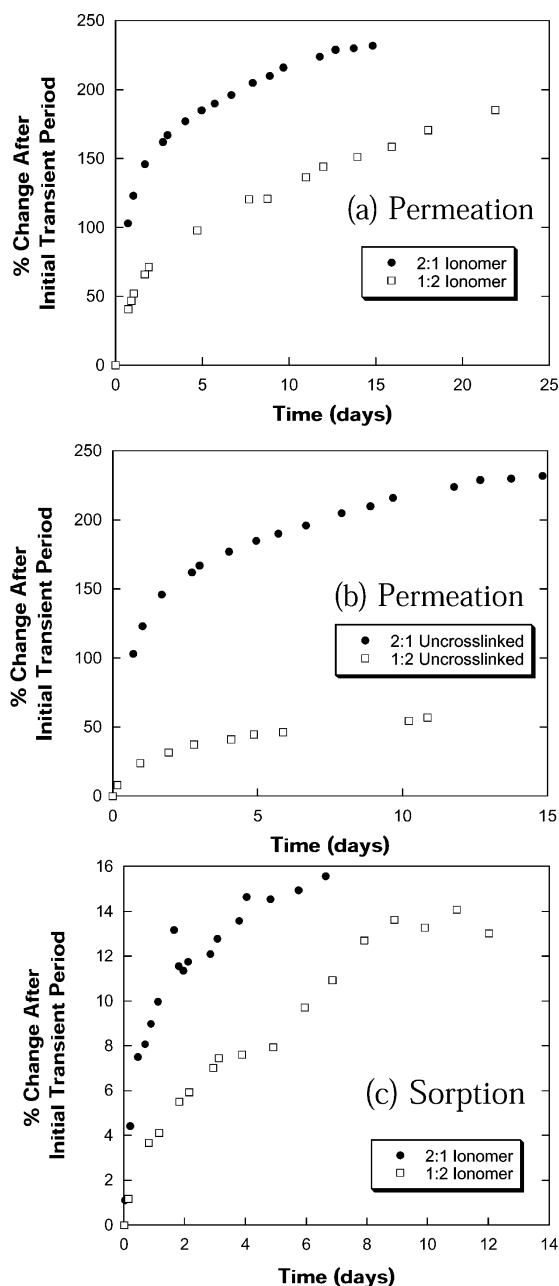 250
200
150
100
50
0
% Change After
Initial Transient Period
(a) Permeation
● 2:1 Ionomer
□ 1:2 Ionomer
0 5 10 15 20 25
Time (days)
250
200
150
100
50
0
% Change After
Initial Transient Period
(b) Permeation
● 2:1 Uncrosslinked
□ 1:2 Uncrosslinked
0 5 10 15
Time (days)
16
14
12
10
8
6
4
2
0
% Change After
Initial Transient Period
(c) Sorption
● 2:1 Ionomer
□ 1:2 Ionomer
0 2 4 6 8 10 12 14
Time (days)